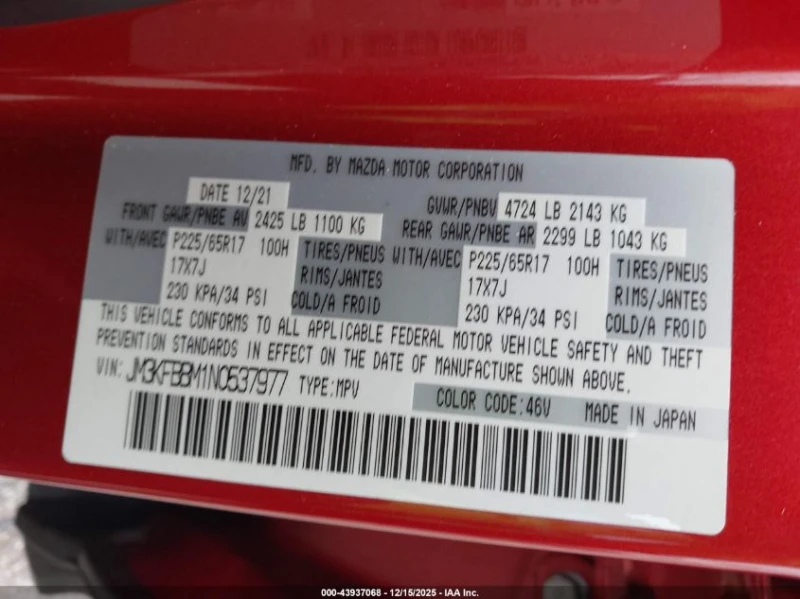 MFD. BY MAZDA MOTOR CORPORATION
DATE 12/21
GVWR/PNBV 4724 LB 2143 KG
FRONT GAWR/PNBE AV 2425 LB 1100 KG
REAR GAWR/PNBE AR 2299 LB 1043 KG
WITH/AVEC P225/65R17 100H TIRES/PNEUS
17X7J RIMS/JANTES
230 KPA/34 PSI COLD/A FROID
WITH/AVEC P225/65R17 100H TIRES/PNEUS
17X7J RIMS/JANTES
230 KPA/34 PSI COLD/A FROID
THIS VEHICLE CONFORMS TO ALL APPLICABLE FEDERAL MOTOR VEHICLE SAFETY AND THEFT
PREVENTION STANDARDS IN EFFECT ON THE DATE OF MANUFACTURE SHOWN ABOVE.
VIN: JM3KFBBM1N0537977 TYPE:MPV
COLOR CODE:46V MADE IN JAPAN
000-43937068 - 12/15/2025 - IAA Inc.